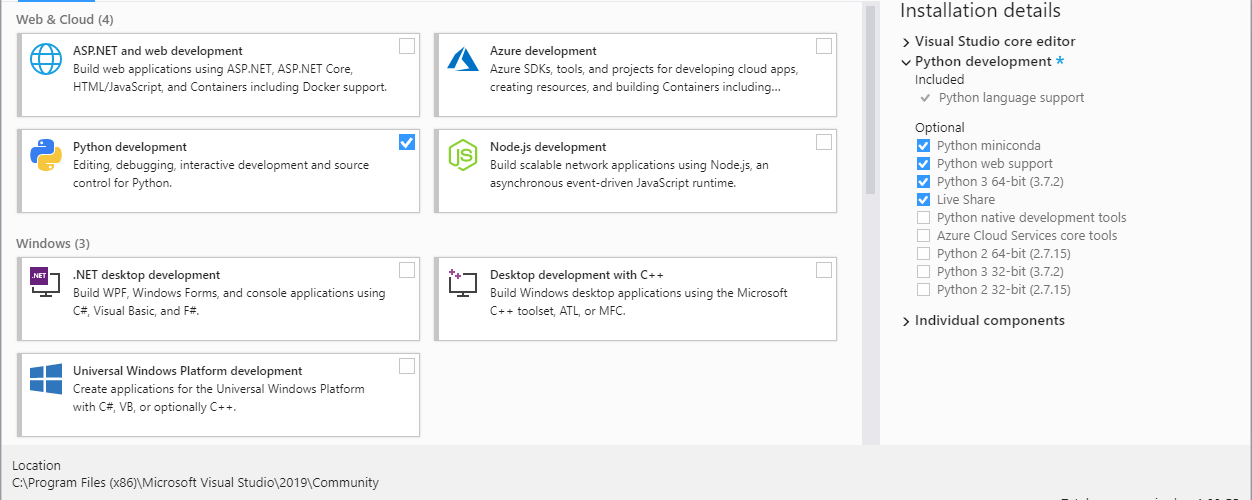 Web & Cloud (4)
ASP.NET and web development
Build web applications using ASP.NET, ASP.NET Core,
HTML/JavaScript, and Containers including Docker support.
Azure development
Azure SDKs, tools, and projects for developing cloud apps,
creating resources, and building Containers including...
Python development
Editing, debugging, interactive development and source
control for Python.
JS
Node.js development
Build scalable network applications using Node.js, an
asynchronous event-driven JavaScript runtime.
Windows (3)
.NET
.NET desktop development
Build WPF, Windows Forms, and console applications using
C#, Visual Basic, and F#.
Desktop development with C++
Build Windows desktop applications using the Microsoft
C++ toolset, ATL, or MFC.
Universal Windows Platform development
Create applications for the Universal Windows Platform
with C#, VB, or optionally C++.
Installation details
Visual Studio core editor
Python development *
Included
Python language support
Optional
Python miniconda
Python web support
Python 3 64-bit (3.7.2)
Live Share
Python native development tools
Azure Cloud Services core tools
Python 2 64-bit (2.7.15)
Python 3 32-bit (3.7.2)
Python 2 32-bit (2.7.15)
Individual components
Location
C:\Program Files (x86)\Microsoft Visual Studio\2019\Community